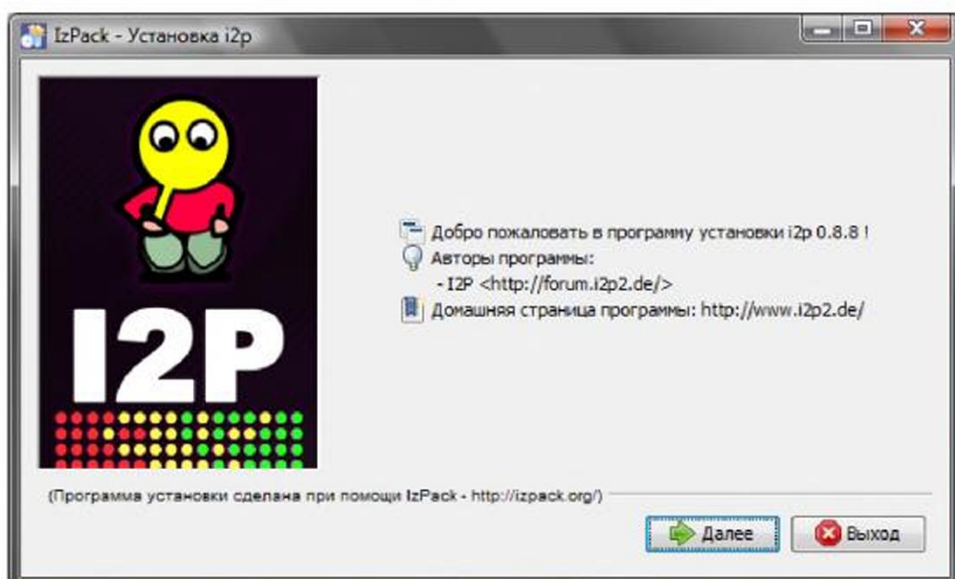 IzPack - Установка i2p
Добро пожаловать в программу установки i2p 0.8.8 !
Авторы программы:
- I2P <http://forum.i2p2.de/>
Домашняя страница программы: http://www.i2p2.de/
I2P
(Программа установки сделана при помощи IzPack - http://izpack.org/)
Далее
Выход